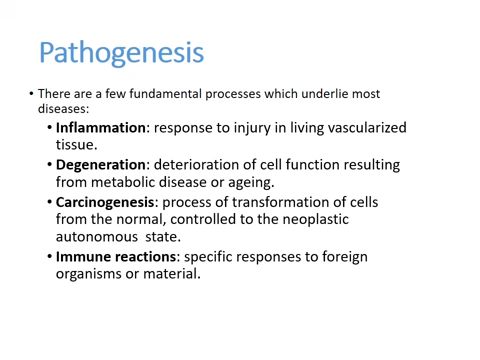 Pathogenesis
• There are a few fundamental processes which underlie most
diseases:
• Inflammation: response to injury in living vascularized
tissue.
• Degeneration: deterioration of cell function resulting
from metabolic disease or ageing.
• Carcinogenesis: process of transformation of cells
from the normal, controlled to the neoplastic
autonomous  state.
• Immune reactions: specific responses to foreign
organisms or material.